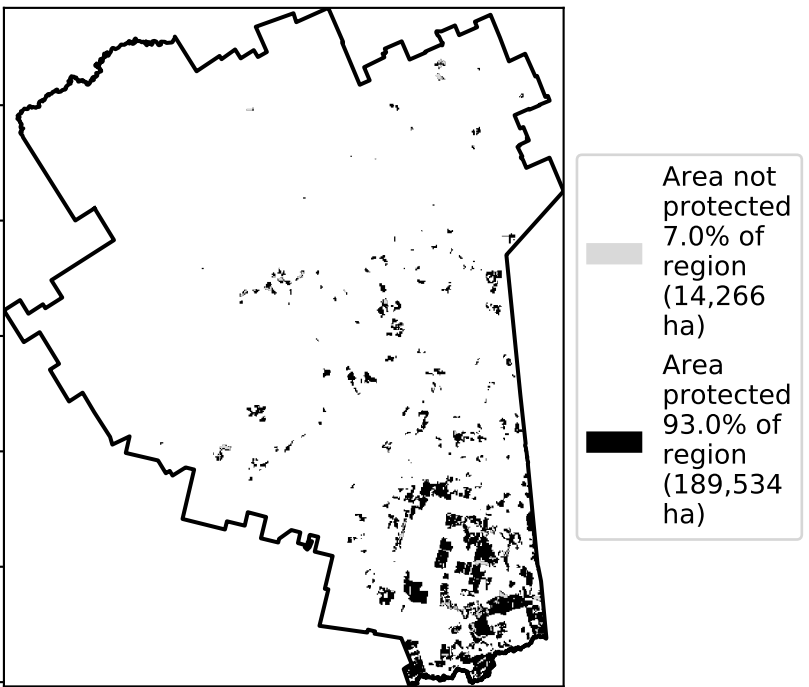 Area not
protected
7.0% of
region
(14,266
ha)
Area
protected
93.0% of
region
(189,534
ha)